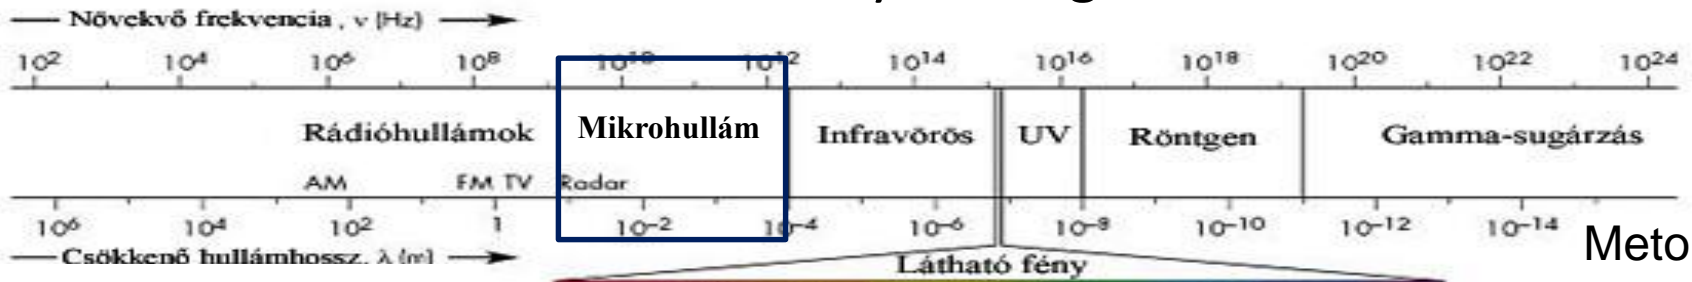 Növekvő frekvencia, ν (Hz)
10² 10⁴ 10⁶ 10⁸ 10¹⁰ 10¹² 10¹⁴ 10¹⁶ 10¹⁸ 10²⁰ 10²² 10²⁴
Rádióhullámok Mikrohullám Infravörös UV Röntgen Gamma-sugárzás
AM FM TV Radar
10⁶ 10⁴ 10² 1 10⁻² 10⁻⁴ 10⁻⁶ 10⁻⁸ 10⁻¹⁰ 10⁻¹² 10⁻¹⁴
Csökkenő hullámhossz, λ (m)
Látható fény
Meto